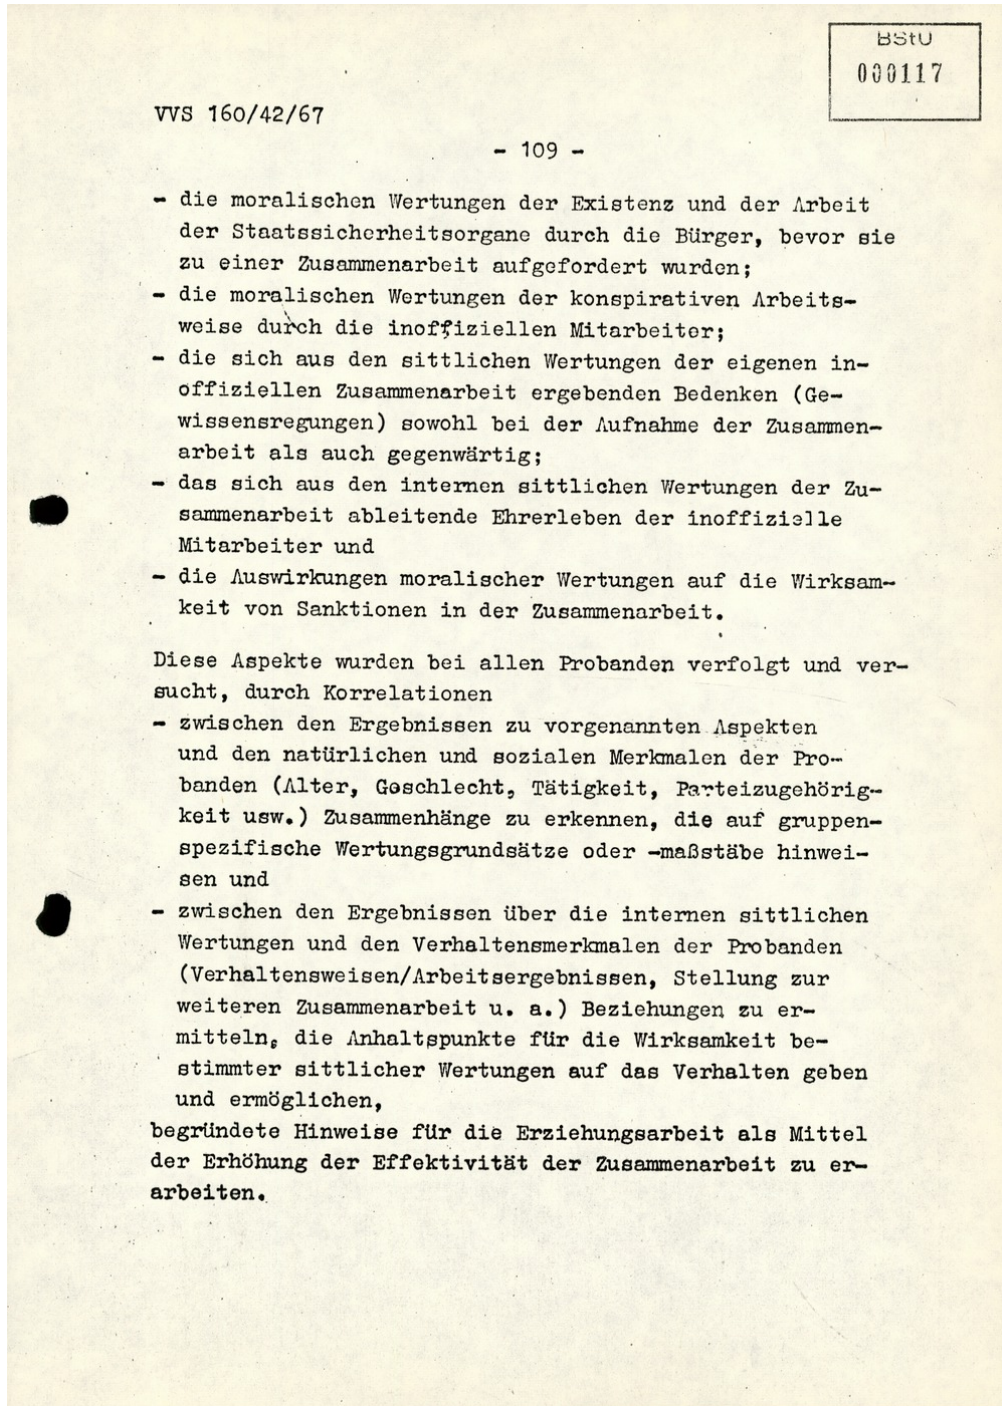 BStU
000117
VVS 160/42/67
- 109 -
- die moralischen Wertungen der Existenz und der Arbeit
der Staatssicherheitsorgane durch die Bürger, bevor sie
zu einer Zusammenarbeit aufgefordert wurden;
- die moralischen Wertungen der konspirativen Arbeits-
weise durch die inoffiziellen Mitarbeiter;
- die sich aus den sittlichen Wertungen der eigenen in-
offiziellen Zusammenarbeit ergebenden Bedenken (Ge-
wissensregungen) sowohl bei der Aufnahme der Zusammen-
arbeit als auch gegenwärtig;
- das sich aus den internen sittlichen Wertungen der Zu-
sammenarbeit ableitende Ehrerleben der inoffizielle
Mitarbeiter und
- die Auswirkungen moralischer Wertungen auf die Wirksam-
keit von Sanktionen in der Zusammenarbeit.
Diese Aspekte wurden bei allen Probanden verfolgt und ver-
sucht, durch Korrelationen
- zwischen den Ergebnissen zu vorgenannten Aspekten
und den natürlichen und sozialen Merkmalen der Pro-
banden (Alter, Geschlecht, Tätigkeit, Parteizugehörig-
keit usw.) Zusammenhänge zu erkennen, die auf gruppen-
spezifische Wertungsgrundsätze oder -maßstäbe hinwei-
sen und
- zwischen den Ergebnissen über die internen sittlichen
Wertungen und den Verhaltensmerkmalen der Probanden
(Verhaltensweisen/Arbeitsergebnissen, Stellung zur
weiteren Zusammenarbeit u. a.) Beziehungen zu er-
mitteln, die Anhaltspunkte für die Wirksamkeit be-
stimmter sittlicher Wertungen auf das Verhalten geben
und ermöglichen,
begründete Hinweise für die Erziehungsarbeit als Mittel
der Erhöhung der Effektivität der Zusammenarbeit zu er-
arbeiten.